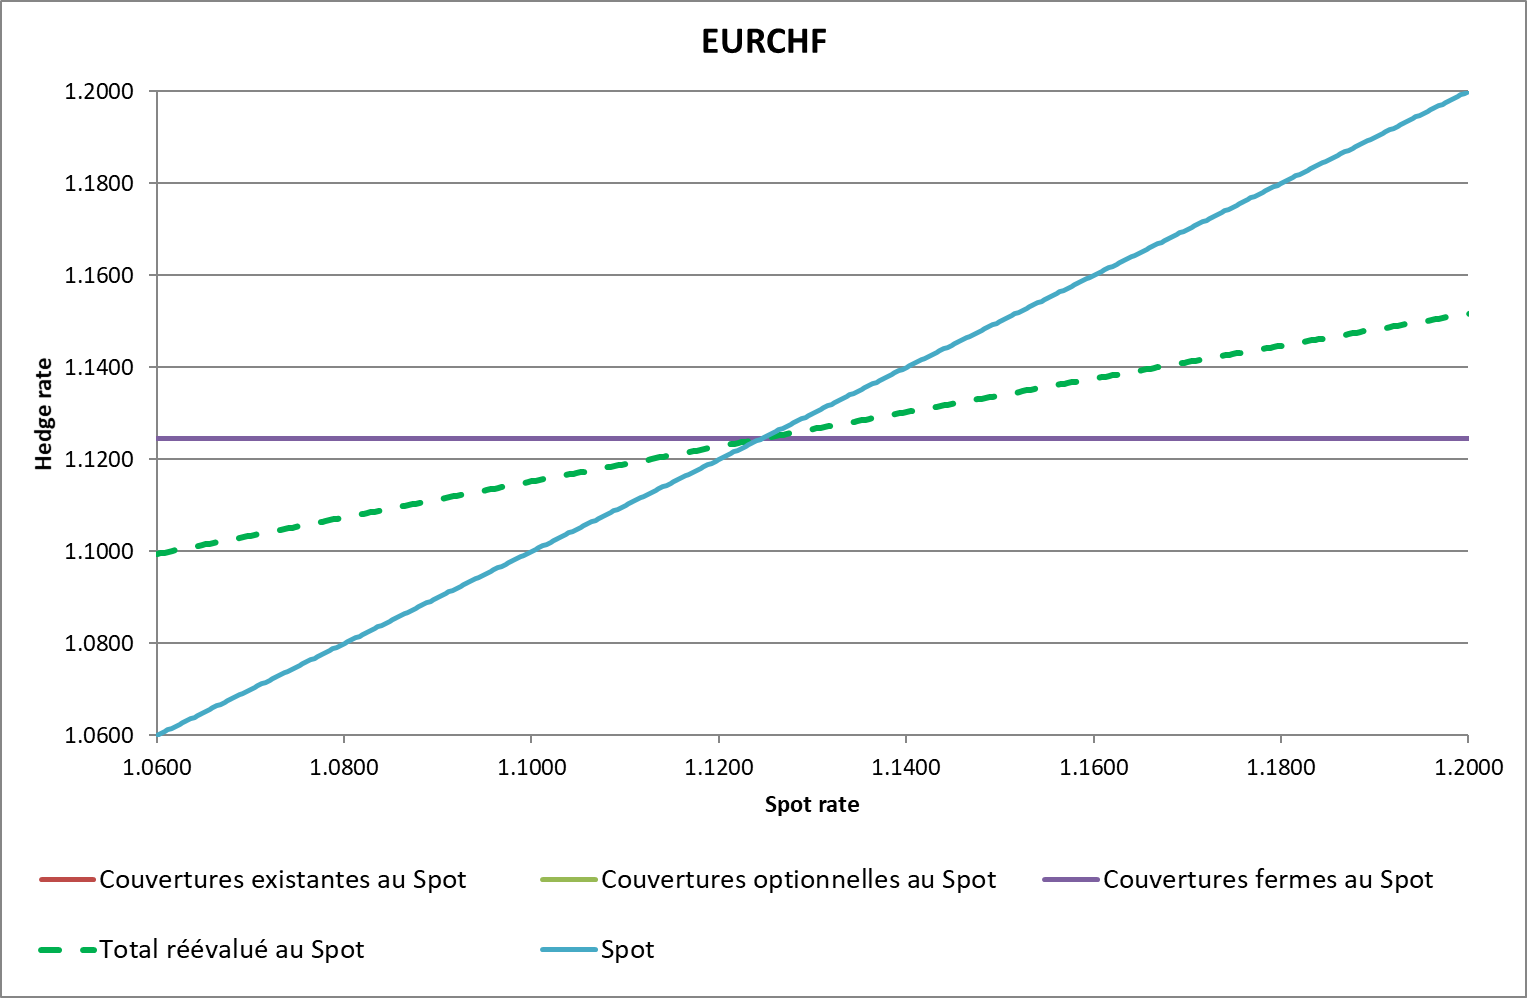 EURCHF
1.2000
1.1800
1.1600
1.1400
1.1200
1.1000
1.0800
1.0600
Hedge rate
1.0600 1.0800 1.1000 1.1200 1.1400 1.1600 1.1800 1.2000
Spot rate
Couvertures existantes au Spot Couvertures optionnelles au Spot Couvertures fermes au Spot
Total réévalué au Spot Spot